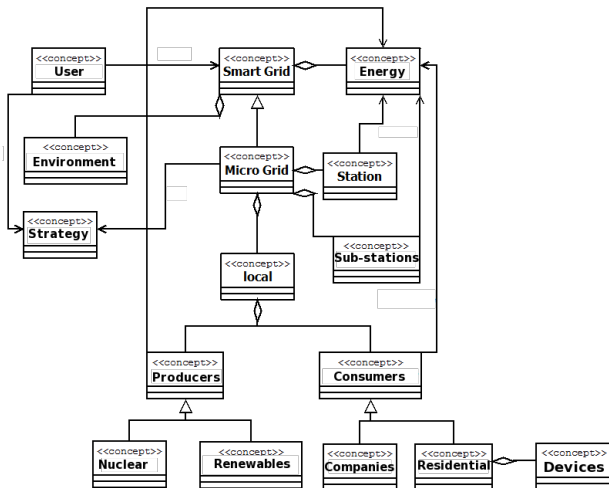 <<concept>>
User
<<concept>>
Smart Grid
<<concept>>
Energy
<<concept>>
Environment
<<concept>>
Micro Grid
<<concept>>
Station
<<concept>>
Strategy
<<concept>>
local
<<concept>>
Sub-stations
<<concept>>
Producers
<<concept>>
Consumers
<<concept>>
Nuclear
<<concept>>
Renewables
<<concept>>
Companies
<<concept>>
Residential
<<concept>>
Devices